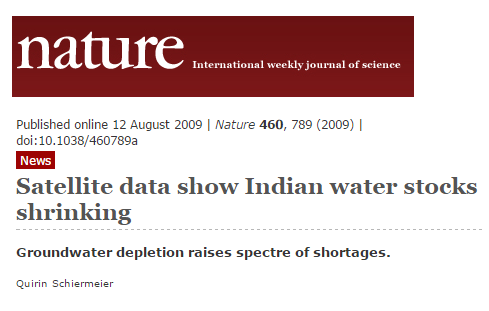 nature International weekly journal of science
Published online 12 August 2009 | Nature 460, 789 (2009) |
doi:10.1038/460789a
News
Satellite data show Indian water stocks
shrinking
Groundwater depletion raises spectre of shortages.
Quirin Schiermeier